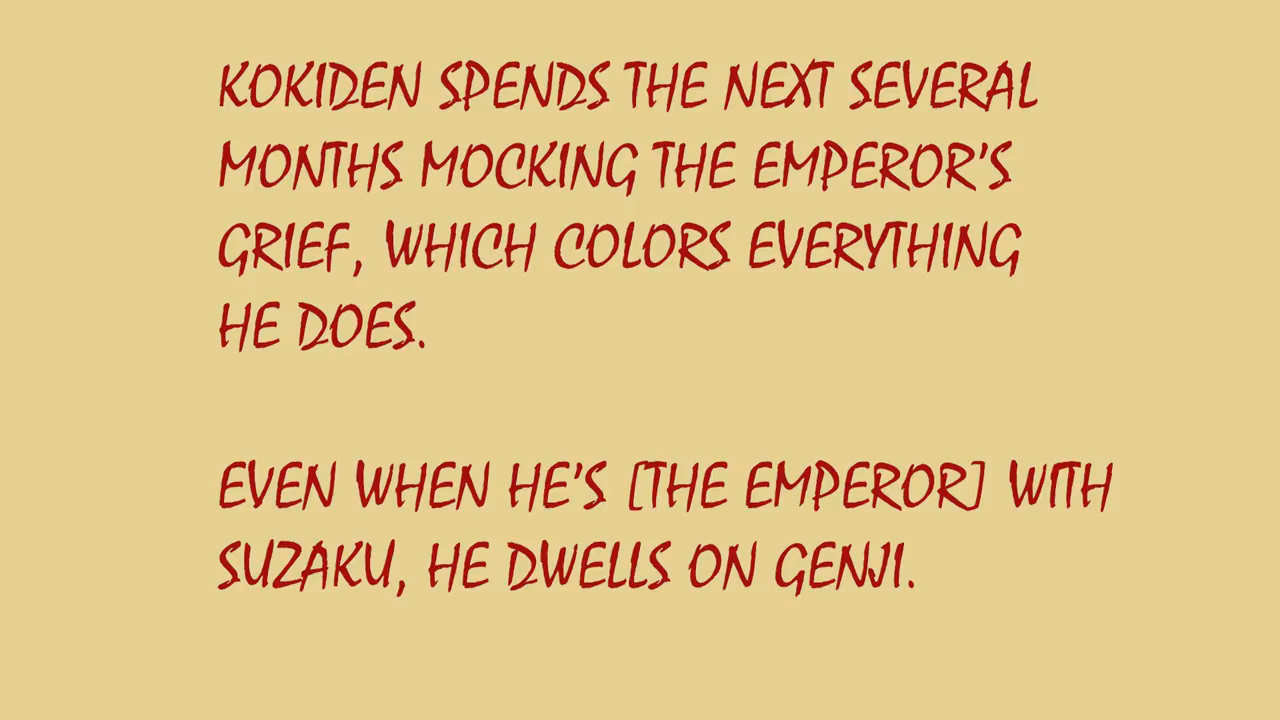 KOKIDEN SPENDS THE NEXT SEVERAL
MONTHS MOCKING THE EMPEROR'S
GRIEF, WHICH COLORS EVERYTHING
HE DOES.
EVEN WHEN HE'S [THE EMPEROR] WITH
SUZAKU, HE DWELLS ON GENJI.